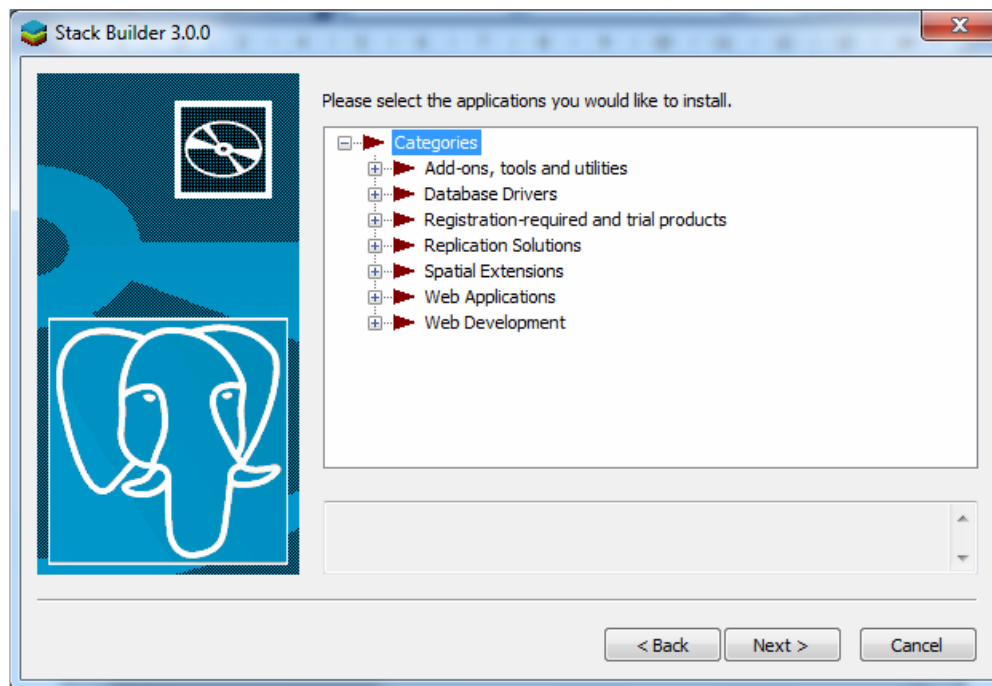 Stack Builder 3.0.0
Please select the applications you would like to install.
Categories
Add-ons, tools and utilities
Database Drivers
Registration-required and trial products
Replication Solutions
Spatial Extensions
Web Applications
Web Development
< Back
Next >
Cancel